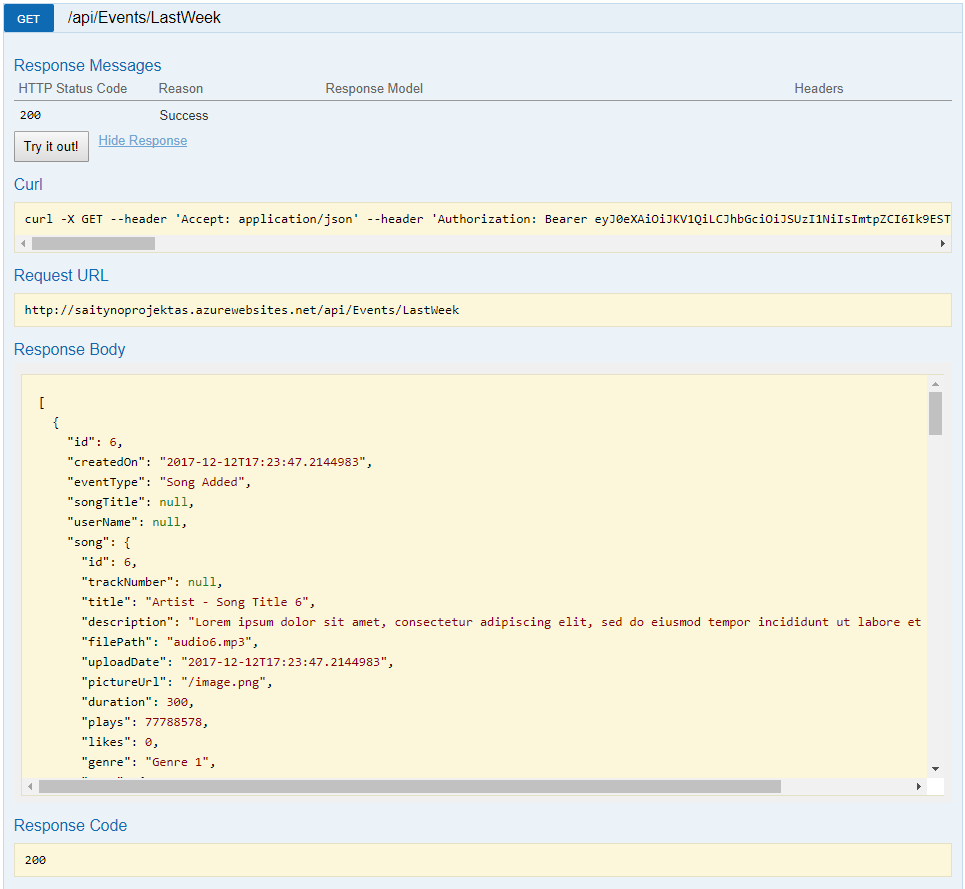 GET /api/Events/LastWeek
Response Messages
HTTP Status Code Reason Response Model Headers
200 Success
Try it out! Hide Response
Curl
curl -X GET --header 'Accept: application/json' --header 'Authorization: Bearer eyJ0eXAiOiJKV1QiLCJhbGciOiJSUzI1NiIsImtpZCI6Ik9EST
Request URL
http://saitynoprojektas.azurewebsites.net/api/Events/LastWeek
Response Body
[
{
"id": 6,
"createdOn": "2017-12-12T17:23:47.2144983",
"eventType": "Song Added",
"songTitle": null,
"userName": null,
"song": {
"id": 6,
"trackNumber": null,
"title": "Artist - Song Title 6",
"description": "Lorem ipsum dolor sit amet, consectetur adipiscing elit, sed do eiusmod tempor incididunt ut labore et
"filePath": "audio6.mp3",
"uploadDate": "2017-12-12T17:23:47.2144983",
"pictureUrl": "/image.png",
"duration": 300,
"plays": 77788578,
"likes": 0,
"genre": "Genre 1",
Response Code
200